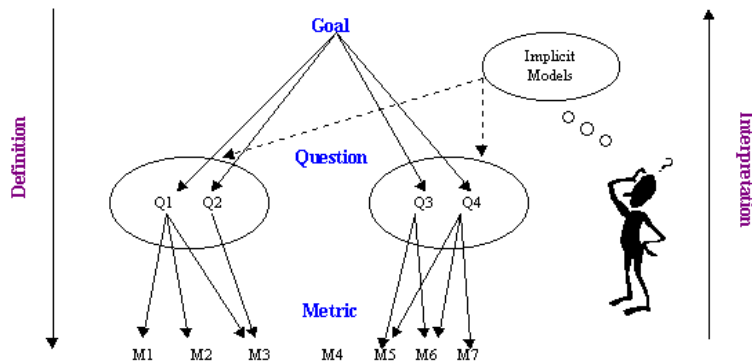 Goal
Implicit
Models
Definition
Interpretation
Question
?
Q1 Q2 Q3 Q4
Metric
M1 M2 M3 M4 M5 M6 M7